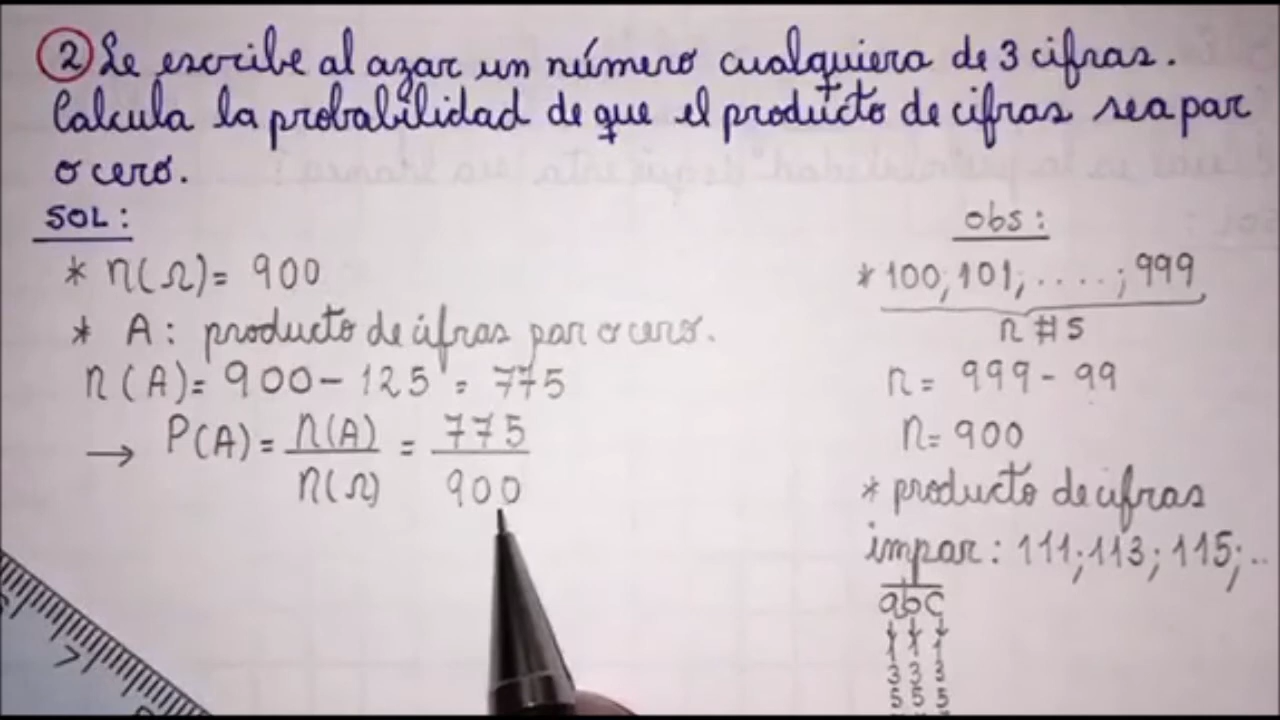 ② Se escribe al azar un número cualquiera de 3 cifras.
Calcula la probabilidad de que el producto de cifras sea par
o cero.
SOL:
* n(Ω)= 900
* A: producto de cifras par o cero.
n(A)= 900 - 125 = 775
→ P(A) = n(A)/n(Ω) = 775/900
obs:
* 100; 101; ....; 999
n #s
n = 999 - 99
n = 900
* producto de cifras
impar: 111; 113; 115; ..
abc
1 1 1
3 3 3
5 5 5